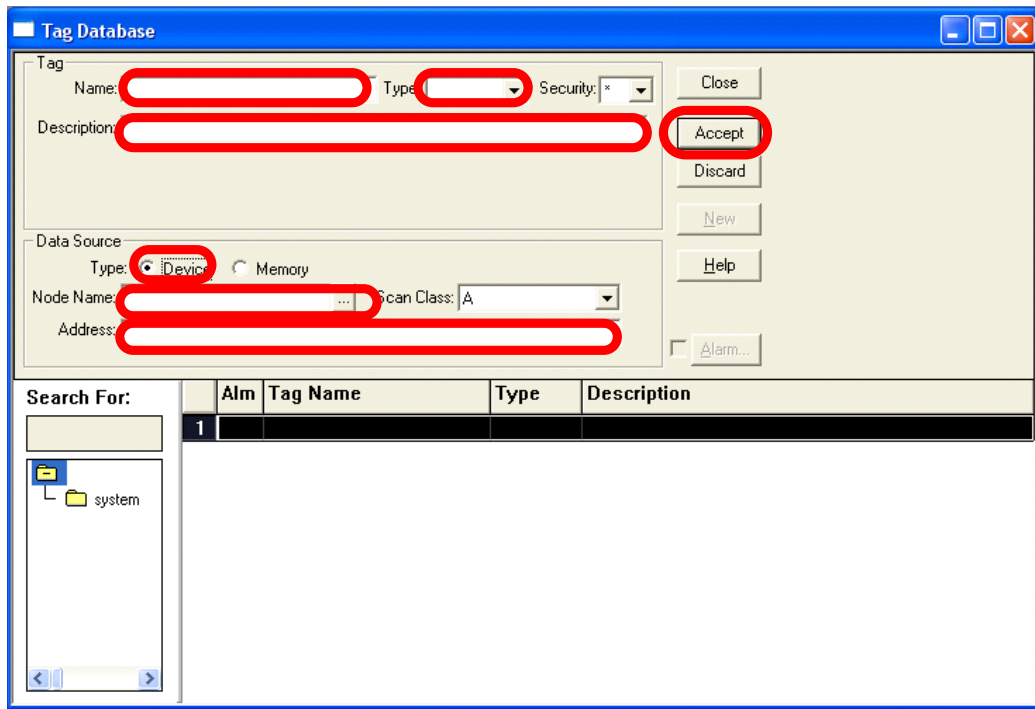 Tag Database
Tag
Name: Type Security: *
Close
Description:
Accept
Discard
New
Data Source
Type: Device Memory
Help
Node Name: ... Scan Class: A
Address:
Alarm...
Search For:
Alm Tag Name Type Description
1
system